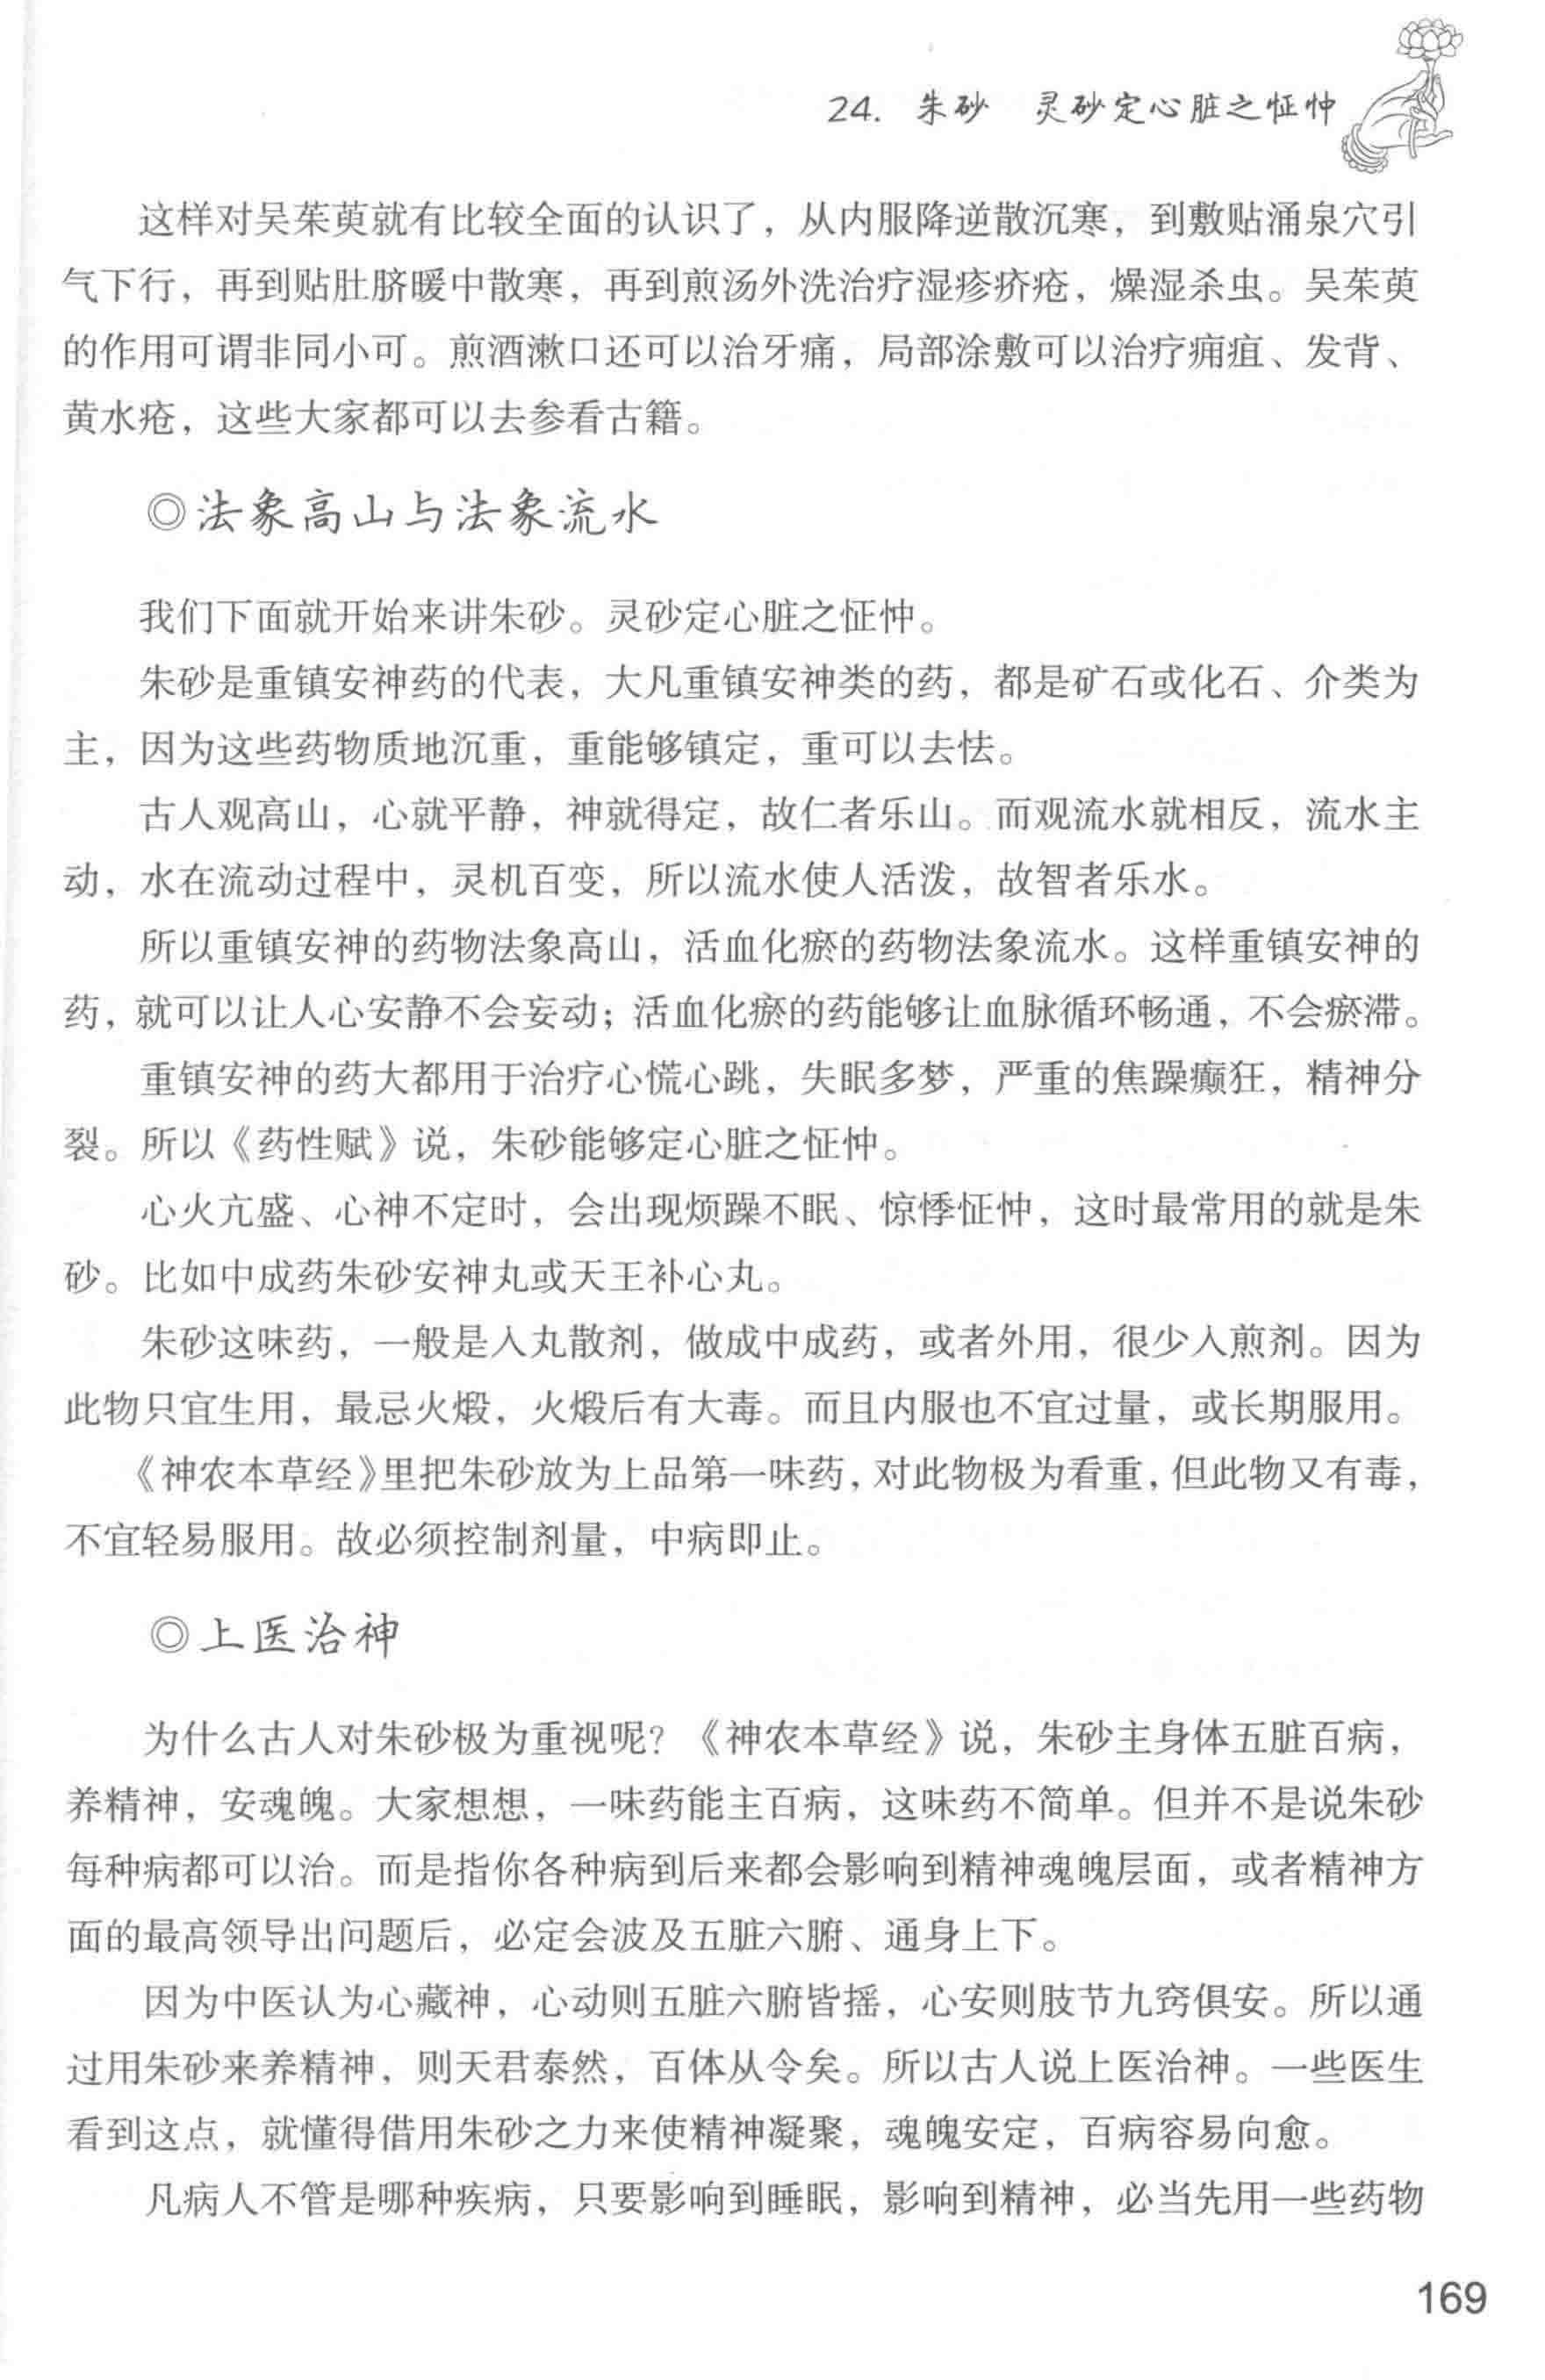 24. 朱砂　灵砂定心脏之怔忡
这样对吴茱萸就有比较全面的认识了，从内服降逆散沉寒，到敷贴涌泉穴引
气下行，再到贴肚脐暖中散寒，再到煎汤外洗治疗湿疹疥疮，燥湿杀虫。吴茱萸
的作用可谓非同小可。煎酒漱口还可以治牙痛，局部涂敷可以治疗痈疽、发背、
黄水疮，这些大家都可以去参看古籍。
◎法象高山与法象流水
我们下面就开始来讲朱砂。灵砂定心脏之怔忡。
朱砂是重镇安神药的代表，大凡重镇安神类的药，都是矿石或化石、介类为
主，因为这些药物质地沉重，重能够镇定，重可以去怯。
古人观高山，心就平静，神就得定，故仁者乐山。而观流水就相反，流水主
动，水在流动过程中，灵机百变，所以流水使人活泼，故智者乐水。
所以重镇安神的药物法象高山，活血化瘀的药物法象流水。这样重镇安神的
药，就可以让人心安静不会妄动；活血化瘀的药能够让血脉循环畅通，不会瘀滞。
重镇安神的药大都用于治疗心慌心跳，失眠多梦，严重的焦躁癫狂，精神分
裂。所以《药性赋》说，朱砂能够定心脏之怔忡。
心火亢盛、心神不定时，会出现烦躁不眠、惊悸怔忡，这时最常用的就是朱
砂。比如中成药朱砂安神丸或天王补心丸。
朱砂这味药，一般是入丸散剂，做成中成药，或者外用，很少入煎剂。因为
此物只宜生用，最忌火煅，火煅后有大毒。而且内服也不宜过量，或长期服用。
《神农本草经》里把朱砂放为上品第一味药，对此物极为看重，但此物又有毒，
不宜轻易服用。故必须控制剂量，中病即止。
◎上医治神
为什么古人对朱砂极为重视呢？《神农本草经》说，朱砂主身体五脏百病，
养精神，安魂魄。大家想想，一味药能主百病，这味药不简单。但并不是说朱砂
每种病都可以治。而是指你各种病到后来都会影响到精神魂魄层面，或者精神方
面的最高领导出问题后，必定会波及五脏六腑、通身上下。
因为中医认为心藏神，心动则五脏六腑皆摇，心安则肢节九窍俱安。所以通
过用朱砂来养精神，则天君泰然，百体从令矣。所以古人说上医治神。一些医生
看到这点，就懂得借用朱砂之力来使精神凝聚，魂魄安定，百病容易向愈。
凡病人不管是哪种疾病，只要影响到睡眠，影响到精神，必当先用一些药物
169